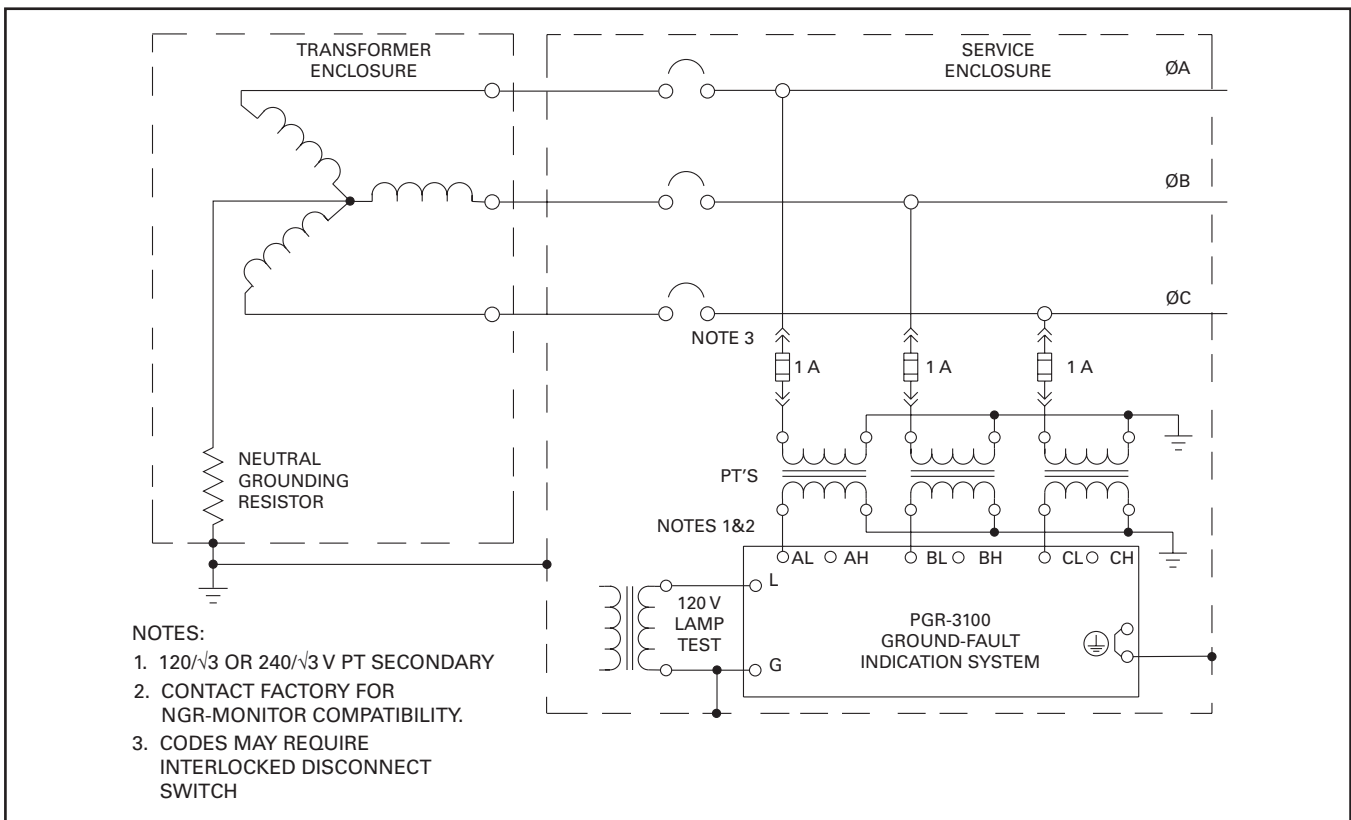 TRANSFORMER
ENCLOSURE
SERVICE
ENCLOSURE
ØA
ØB
ØC
NOTE 3
1 A
1 A
1 A
NEUTRAL
GROUNDING
RESISTOR
PT'S
NOTES 1&2
AL AH BL BH CL CH
L
120 V
LAMP
TEST
G
PGR-3100
GROUND-FAULT
INDICATION SYSTEM
NOTES:
1. 120/√3 OR 240/√3 V PT SECONDARY
2. CONTACT FACTORY FOR
NGR-MONITOR COMPATIBILITY.
3. CODES MAY REQUIRE
INTERLOCKED DISCONNECT
SWITCH